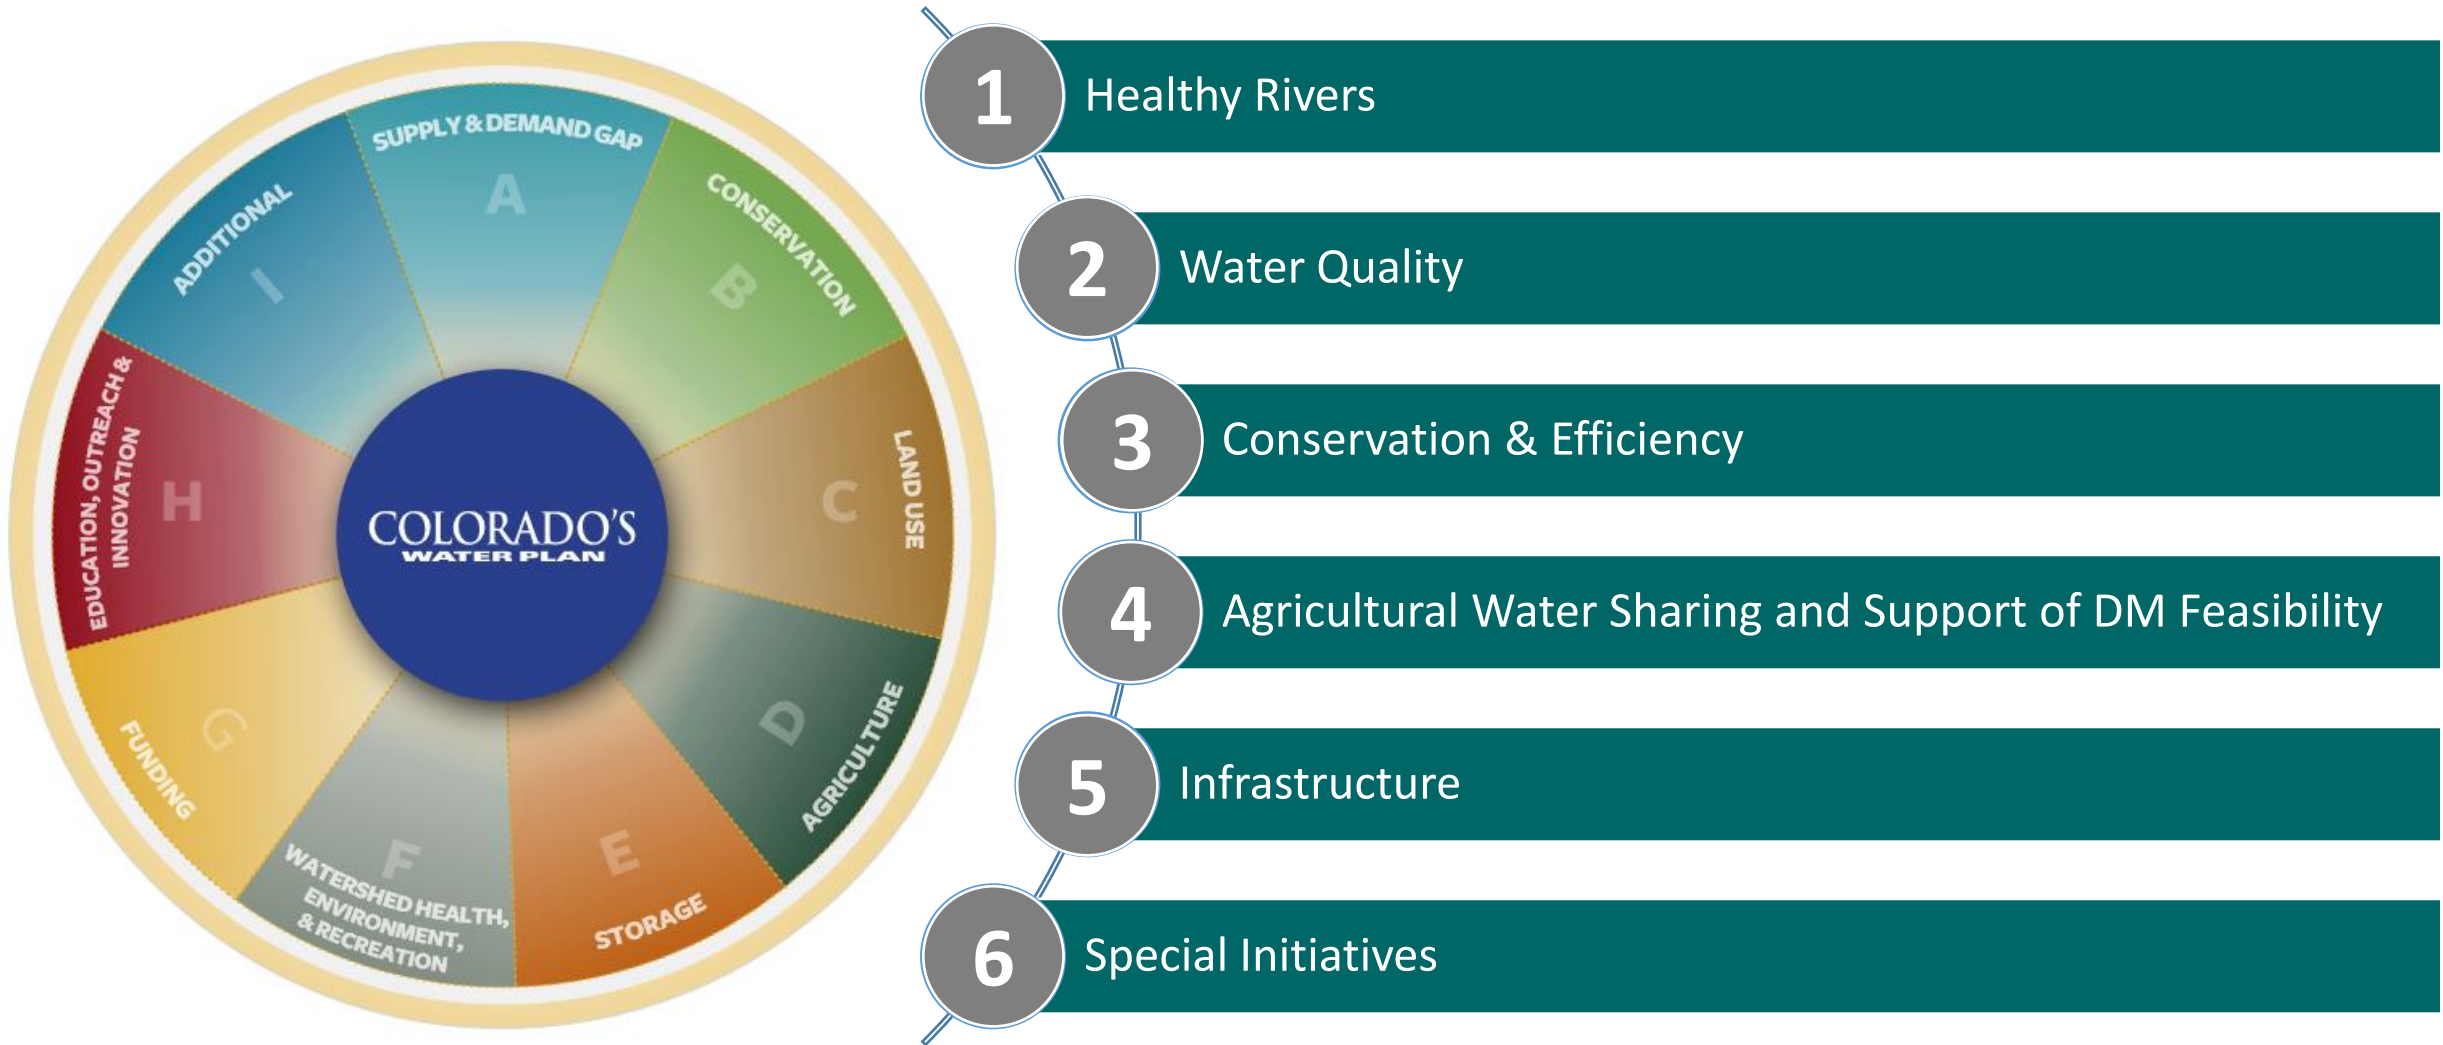 SUPPLY & DEMAND GAP
A
CONSERVATION
B
LAND USE
C
AGRICULTURE
D
STORAGE
E
WATERSHED HEALTH,
ENVIRONMENT,
& RECREATION
F
FUNDING
G
EDUCATION, OUTREACH &
INNOVATION
H
ADDITIONAL
I
COLORADO'S
WATER PLAN
1 Healthy Rivers
2 Water Quality
3 Conservation & Efficiency
4 Agricultural Water Sharing and Support of DM Feasibility
5 Infrastructure
6 Special Initiatives